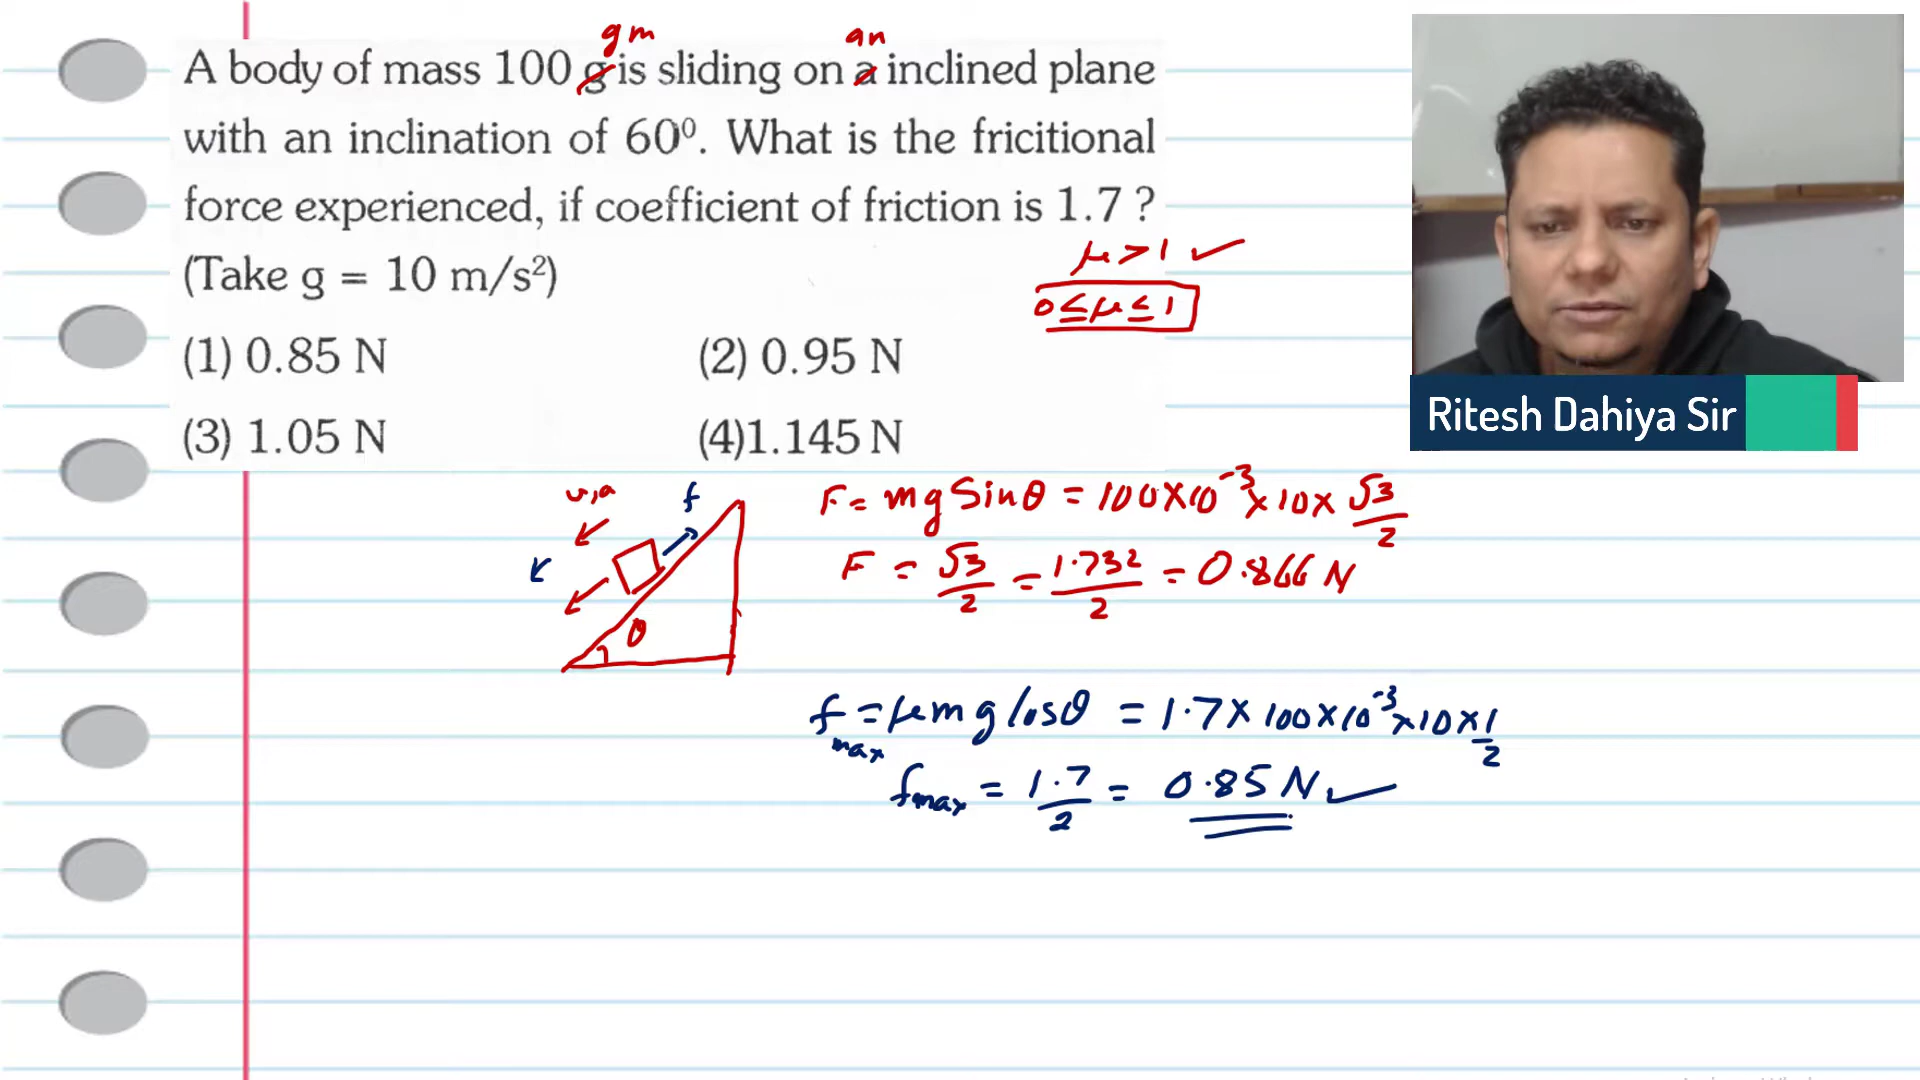 gm an
A body of mass 100 g is sliding on a inclined plane
with an inclination of 60⁰. What is the fricitional
force experienced, if coefficient of friction is 1.7 ?
(Take g = 10 m/s²)
μ > 1 ✓
0 ≤ μ ≤ 1
(1) 0.85 N (2) 0.95 N
(3) 1.05 N (4)1.145 N
Ritesh Dahiya Sir
v,a f
θ
F = mg Sinθ = 100×10⁻³×10×√3/2
F = √3/2 = 1.732/2 = 0.866 N
f max = μmg Cosθ = 1.7×100×10⁻³×10×1/2
fmax = 1.7/2 = 0.85 N ✓